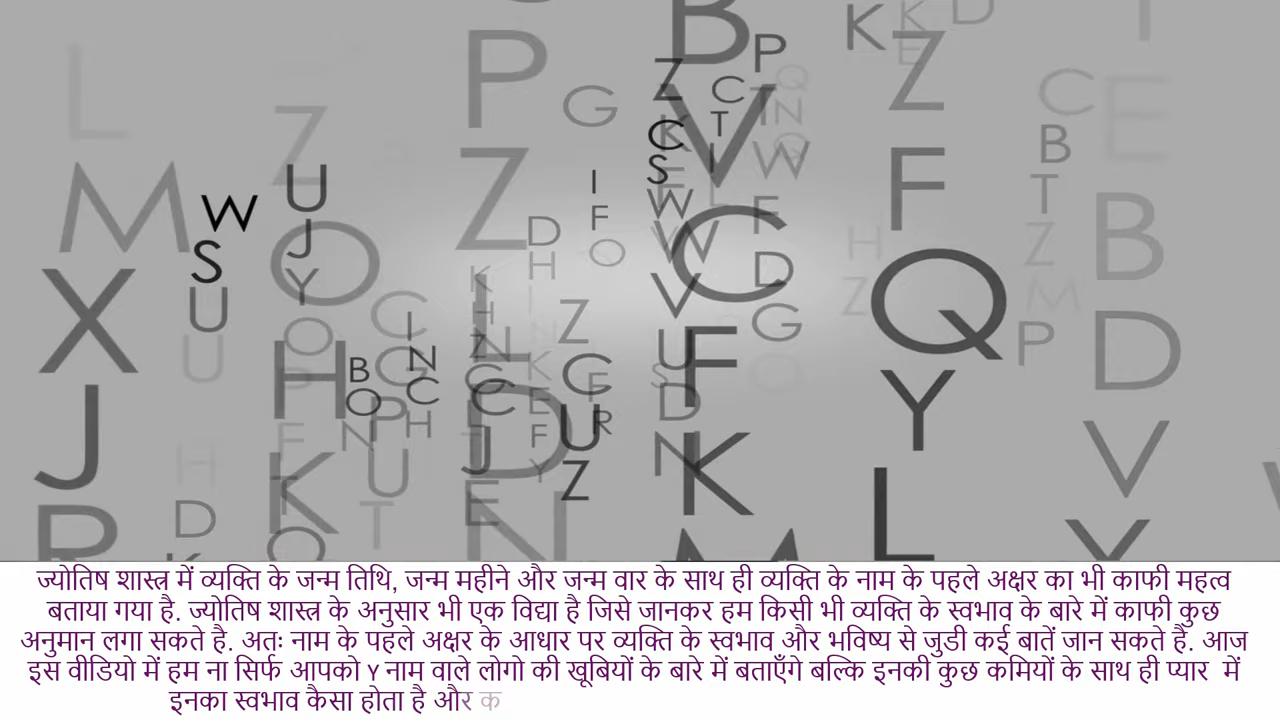 ज्योतिष शास्त्र में व्यक्ति के जन्म तिथि, जन्म महीने और जन्म वार के साथ ही व्यक्ति के नाम के पहले अक्षर का भी काफी महत्व
बताया गया है. ज्योतिष शास्त्र के अनुसार भी एक विद्या है जिसे जानकर हम किसी भी व्यक्ति के स्वभाव के बारे में काफी कुछ
अनुमान लगा सकते है. अतः नाम के पहले अक्षर के आधार पर व्यक्ति के स्वभाव और भविष्य से जुडी कई बातें जान सकते है. आज
इस वीडियो में हम ना सिर्फ आपको Y नाम वाले लोगो की खूबियों के बारे में बताएँगे बल्कि इनकी कुछ कमियों के साथ ही प्यार में
इनका स्वभाव कैसा होता है और क